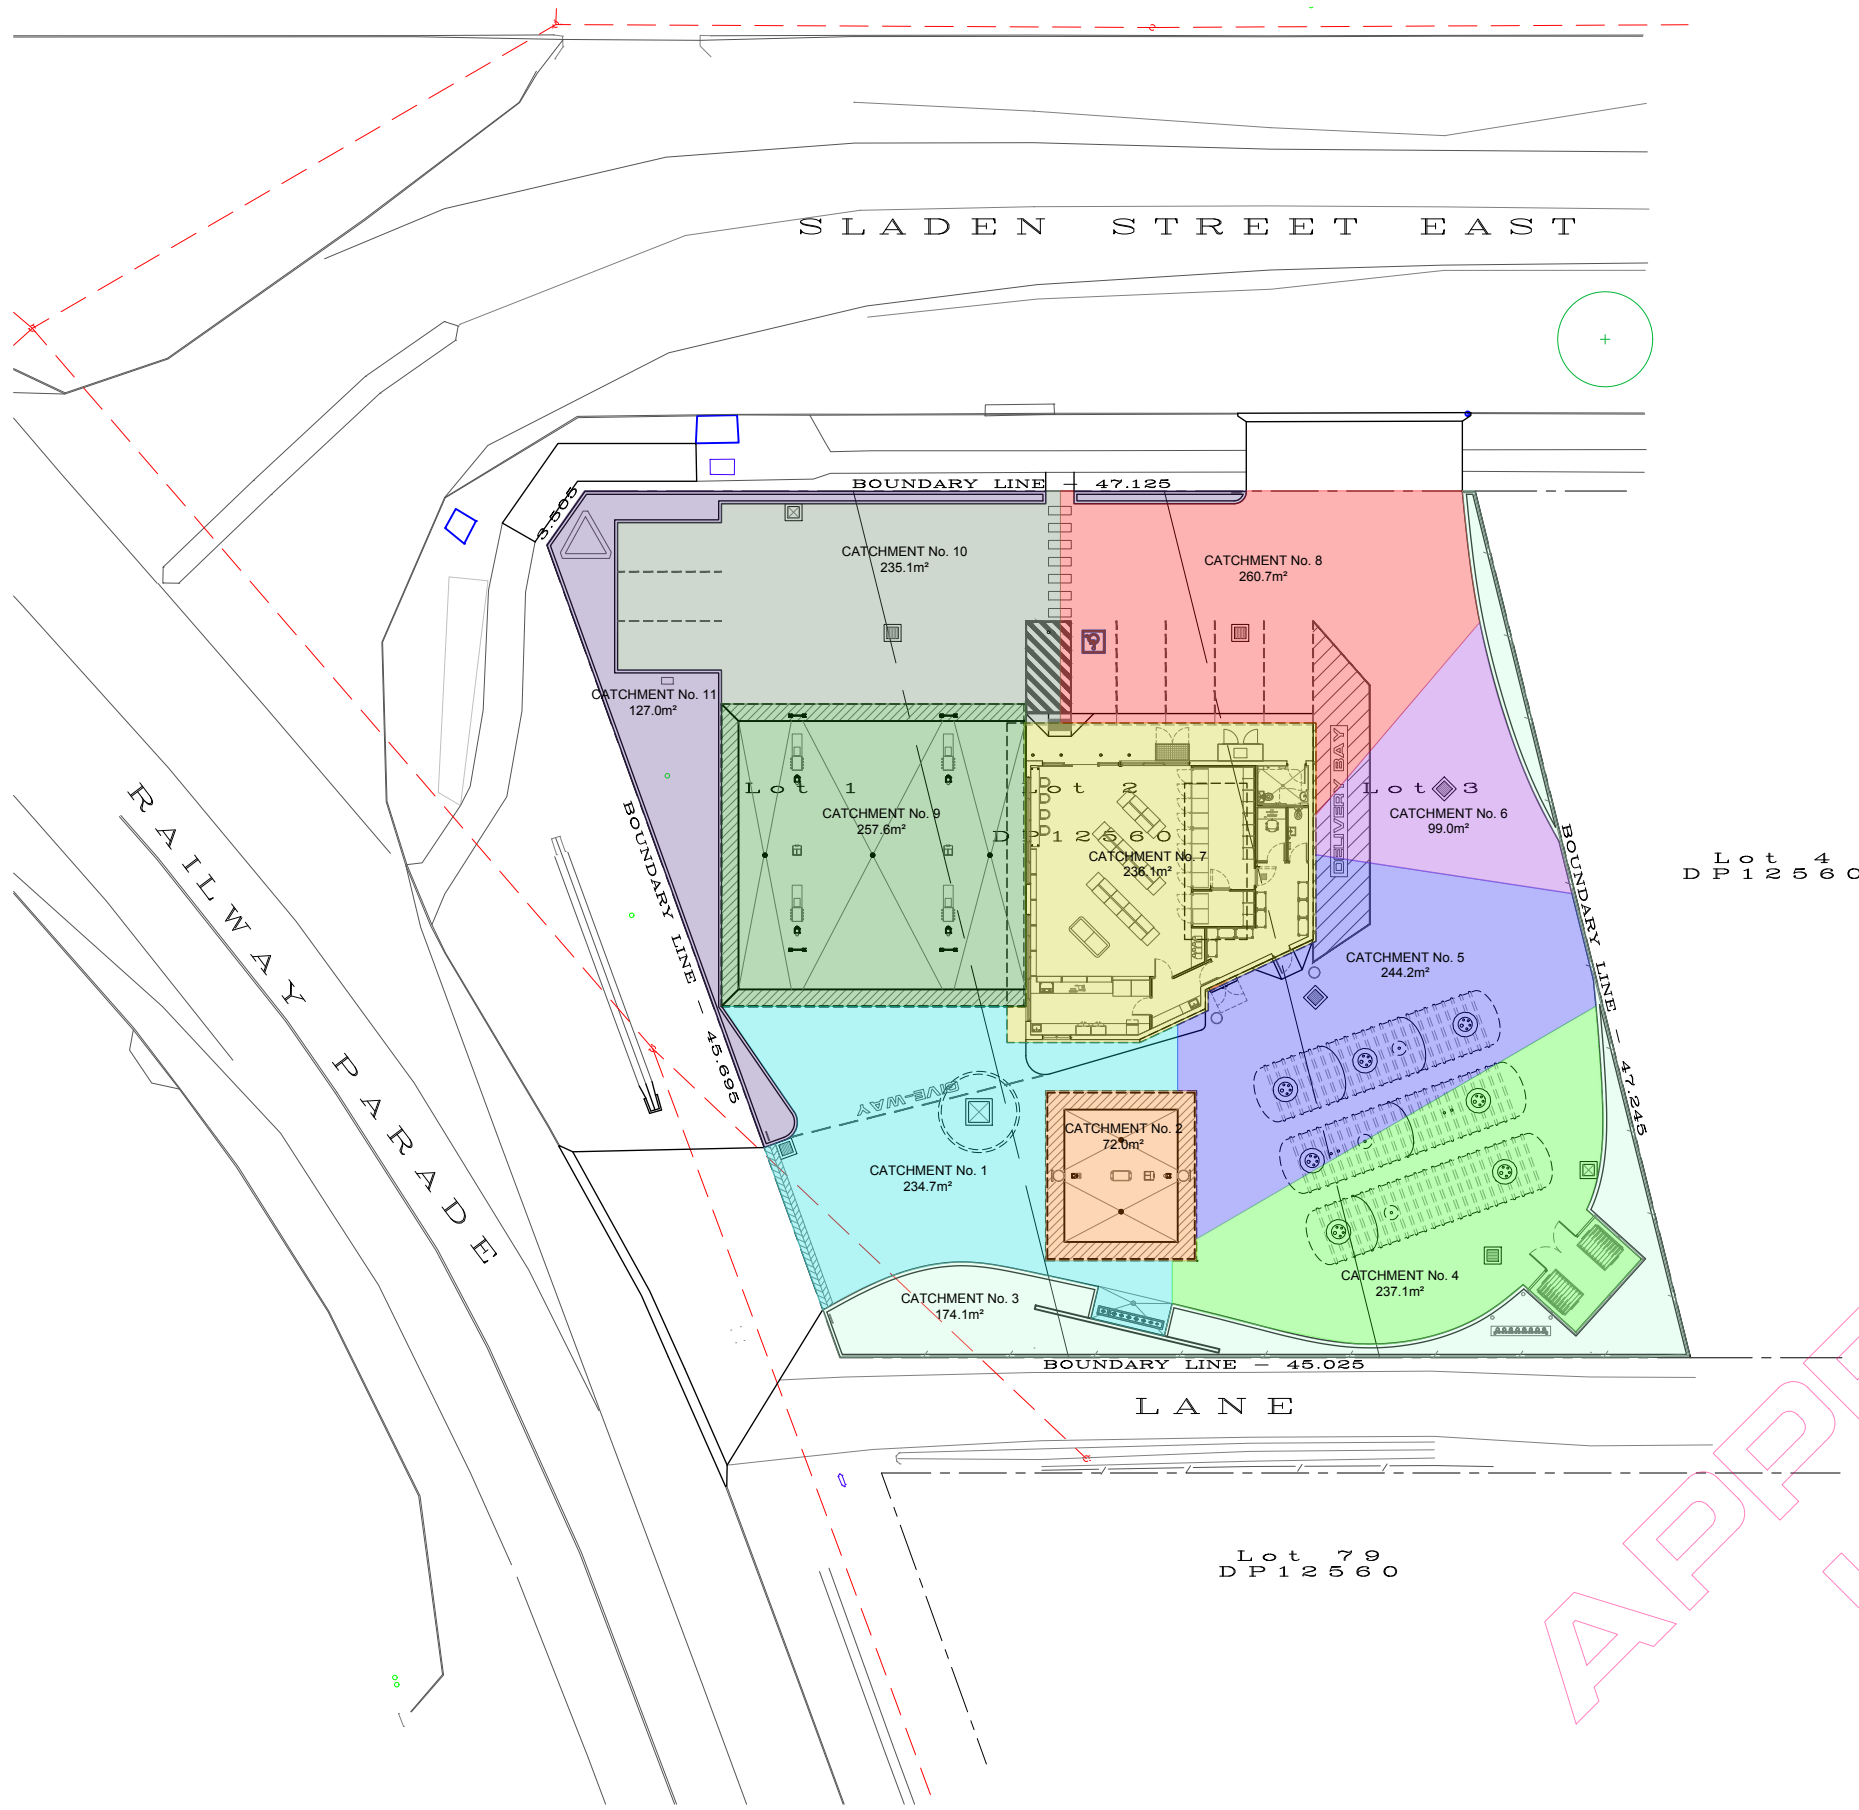 SLADEN STREET EAST
BOUNDARY LINE - 47.125
3.505
CATCHMENT No. 10
235.1m²
CATCHMENT No. 8
260.7m²
CATCHMENT No. 11
127.0m²
Lot 1
Lot 2
Lot 3
CATCHMENT No. 9
257.6m²
DP12560
CATCHMENT No. 7
236.1m²
DELIVERY BAY
CATCHMENT No. 6
99.0m²
Lot 4
DP12560
BOUNDARY LINE - 45.695
BOUNDARY LINE - 47.245
RAILWAY PARADE
CATCHMENT No. 5
244.2m²
GIVE-WAY
CATCHMENT No. 2
72.0m²
CATCHMENT No. 1
234.7m²
CATCHMENT No. 4
237.1m²
CATCHMENT No. 3
174.1m²
BOUNDARY LINE - 45.025
LANE
Lot 79
DP12560